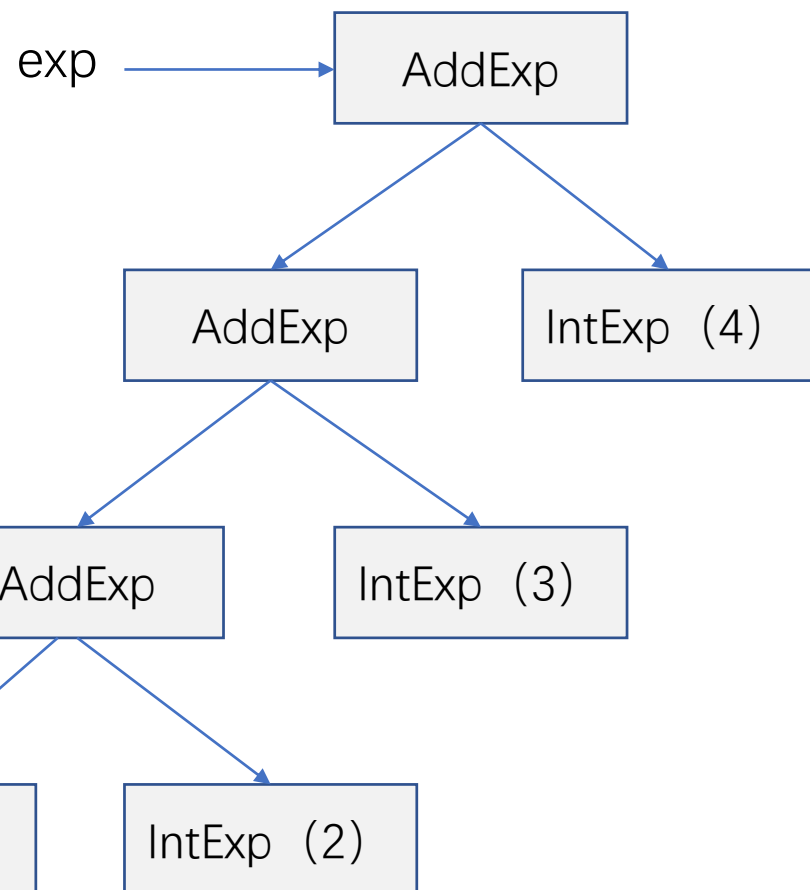 exp
AddExp
AddExp
IntExp（4）
AddExp
IntExp（3）
IntExp（2）